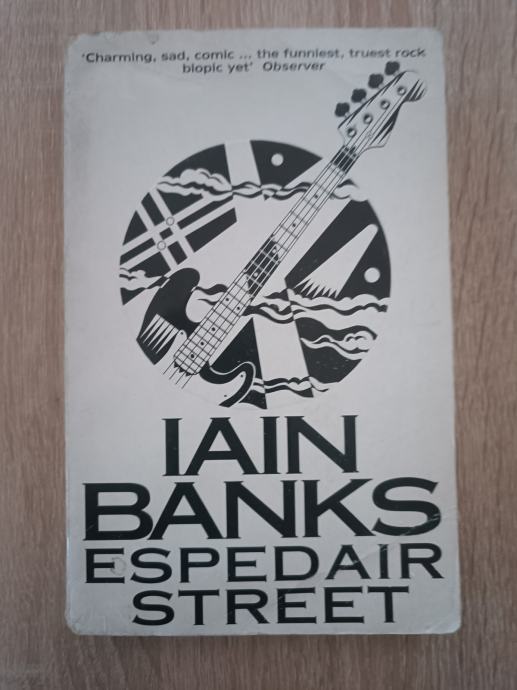 'Charming, sad, comic ... the funniest, truest rock
biopic yet' Observer
IAIN
BANKS
ESPEDAIR
STREET